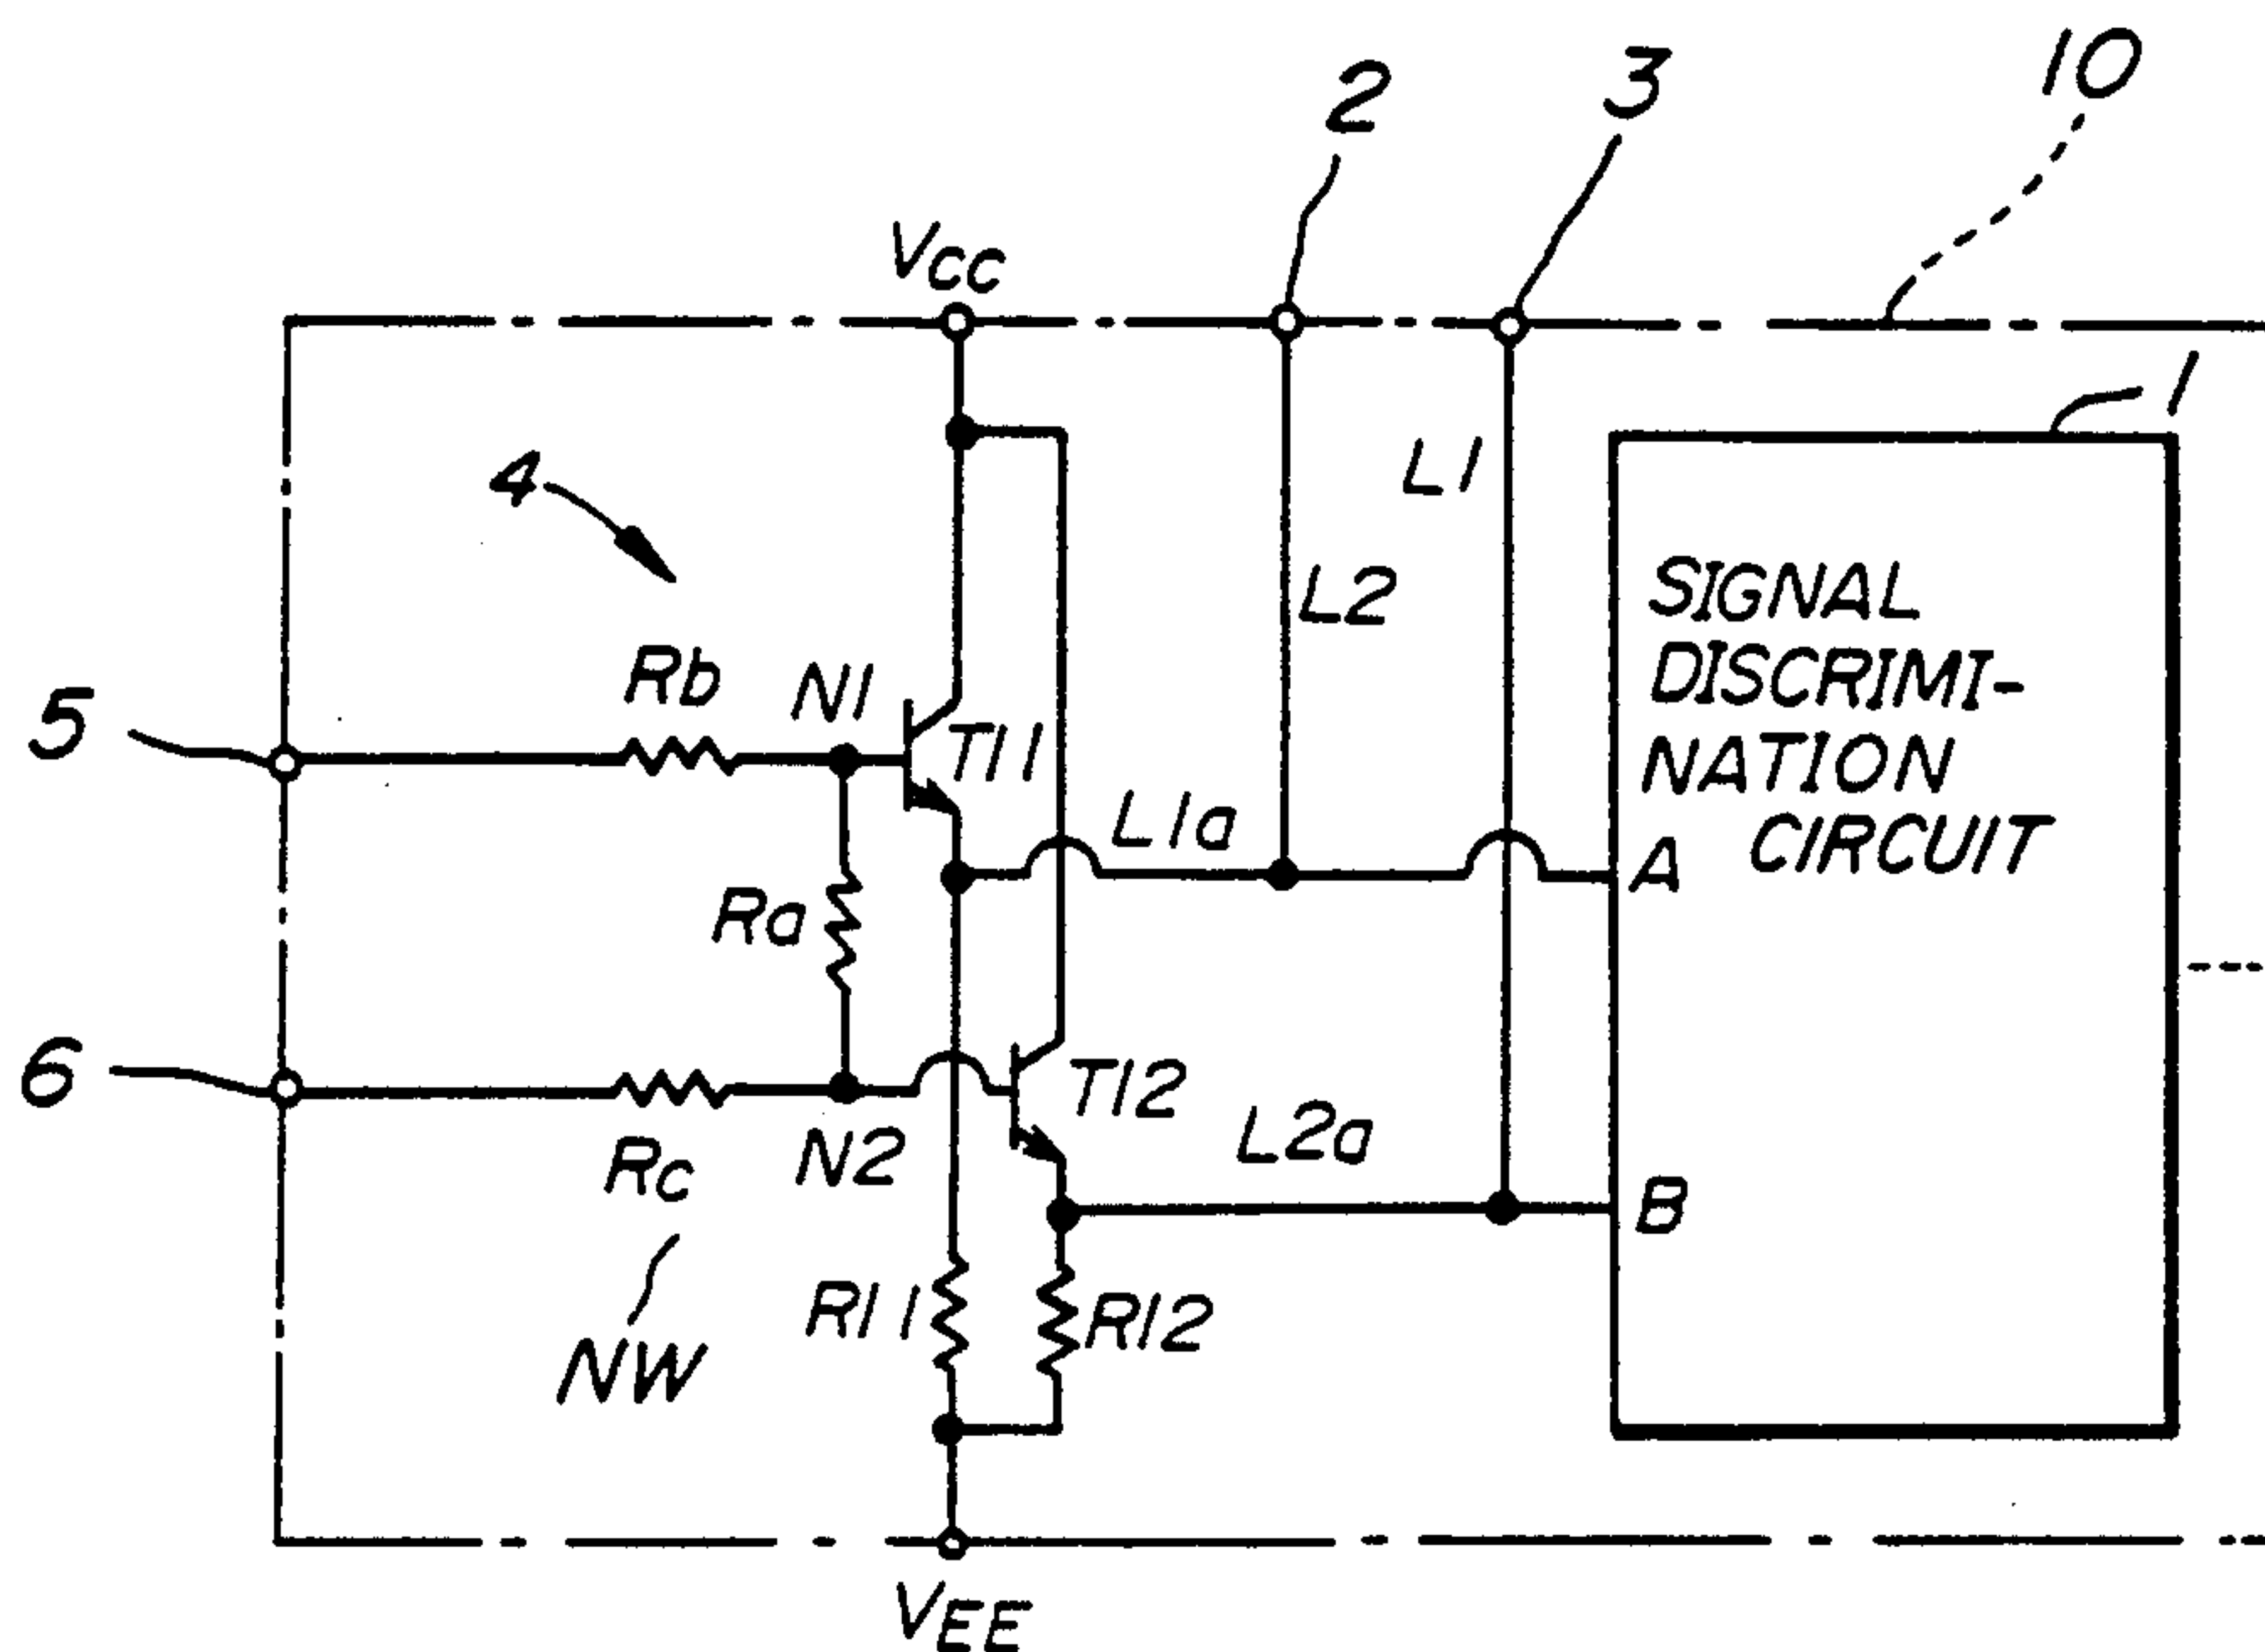 10
2
3
VCC
1
4
L1
L2
SIGNAL
DISCRIMI-
NATION
CIRCUIT
5
Rb
N1
T11
L1a
A
Ra
6
T12
L2a
N2
Rc
B
R11
R12
NW
VEE